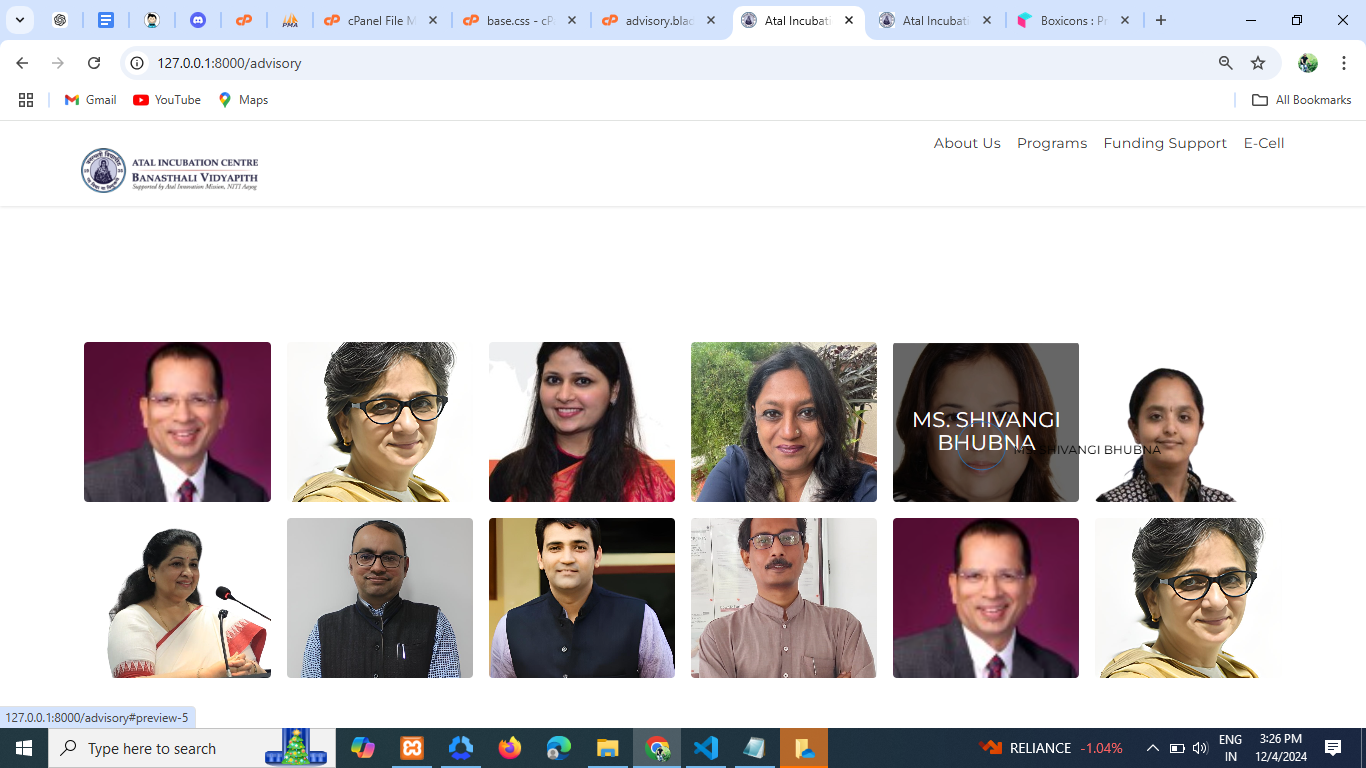 cPanel File M
base.css - cP
advisory.blad
Atal Incubati
Atal Incubati
Boxicons : Pr
127.0.0.1:8000/advisory
Gmail
YouTube
Maps
All Bookmarks
ATAL INCUBATION CENTRE
BANASTHALI VIDYAPITH
Supported by Atal Innovation Mission, NITI Aayog
About Us
Programs
Funding Support
E-Cell
MS. SHIVANGI
BHUBNA
MS. SHIVANGI BHUBNA
127.0.0.1:8000/advisory#preview-5
Type here to search
RELIANCE -1.04%
ENG
IN
3:26 PM
12/4/2024